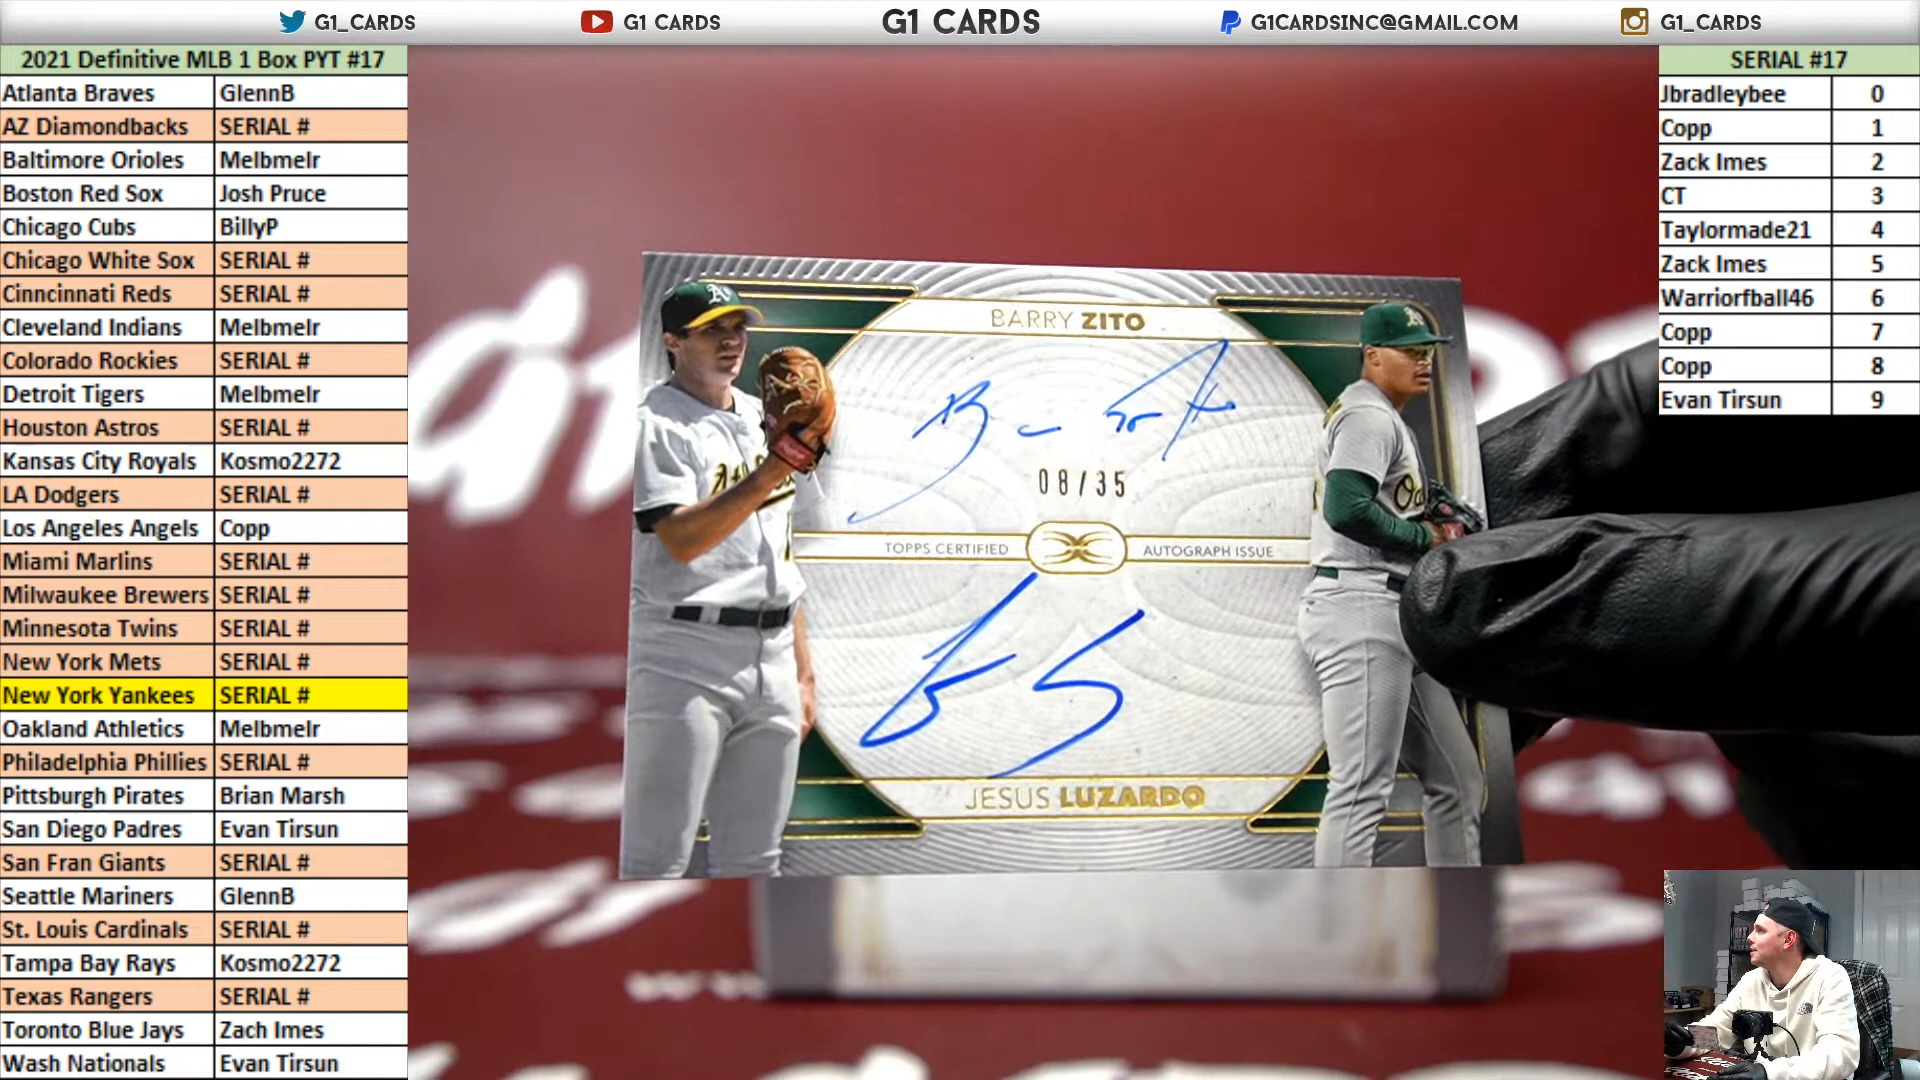 G1_CARDS G1 CARDS G1 CARDS G1CARDSINC@GMAIL.COM G1_CARDS
2021 Definitive MLB 1 Box PYT #17
Atlanta Braves GlennB
AZ Diamondbacks SERIAL #
Baltimore Orioles Melbmelr
Boston Red Sox Josh Pruce
Chicago Cubs BillyP
Chicago White Sox SERIAL #
Cinncinnati Reds SERIAL #
Cleveland Indians Melbmelr
Colorado Rockies SERIAL #
Detroit Tigers Melbmelr
Houston Astros SERIAL #
Kansas City Royals Kosmo2272
LA Dodgers SERIAL #
Los Angeles Angels Copp
Miami Marlins SERIAL #
Milwaukee Brewers SERIAL #
Minnesota Twins SERIAL #
New York Mets SERIAL #
New York Yankees SERIAL #
Oakland Athletics Melbmelr
Philadelphia Phillies SERIAL #
Pittsburgh Pirates Brian Marsh
San Diego Padres Evan Tirsun
San Fran Giants SERIAL #
Seattle Mariners GlennB
St. Louis Cardinals SERIAL #
Tampa Bay Rays Kosmo2272
Texas Rangers SERIAL #
Toronto Blue Jays Zach Imes
Wash Nationals Evan Tirsun
BARRY ZITO
08/35
TOPPS CERTIFIED AUTOGRAPH ISSUE
JESUS LUZARDO
SERIAL #17
Jbradleybee 0
Copp 1
Zack Imes 2
CT 3
Taylormade21 4
Zack Imes 5
Warriorfball46 6
Copp 7
Copp 8
Evan Tirsun 9